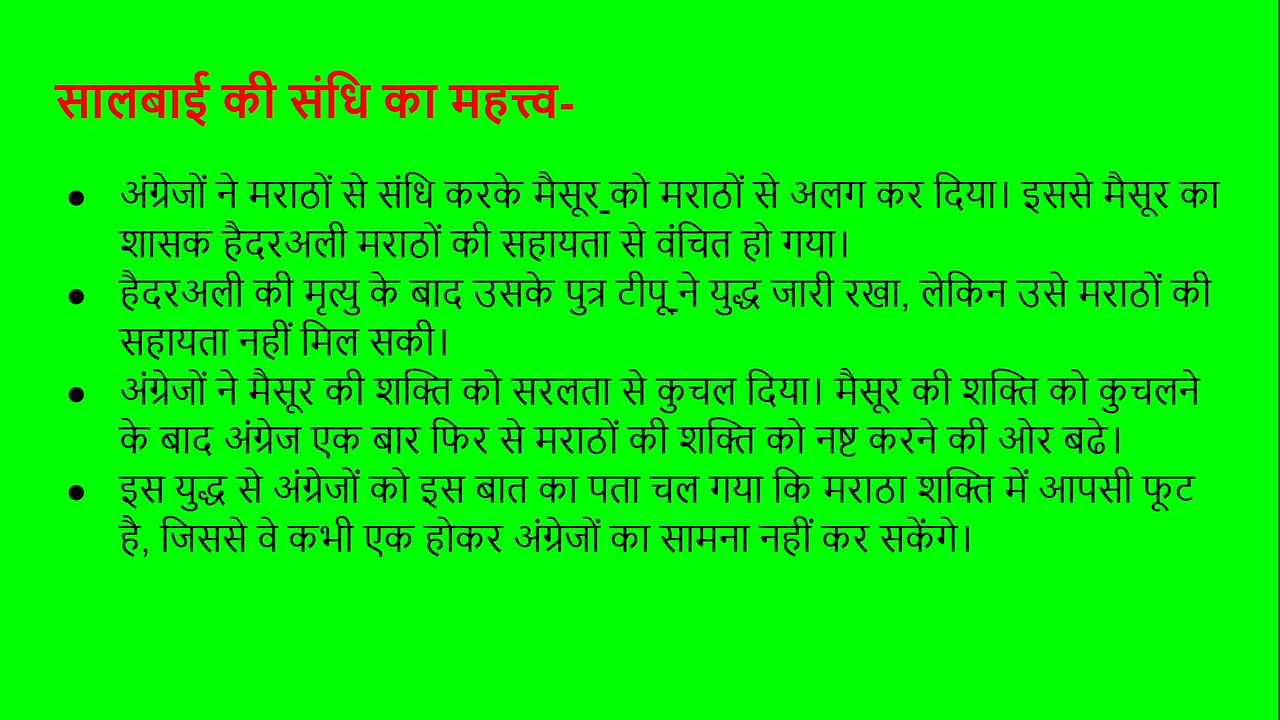 सालबाई की संधि का महत्त्व-
● अंग्रेजों ने मराठों से संधि करके मैसूर को मराठों से अलग कर दिया। इससे मैसूर का
शासक हैदरअली मराठों की सहायता से वंचित हो गया।
● हैदरअली की मृत्यु के बाद उसके पुत्र टीपू ने युद्ध जारी रखा, लेकिन उसे मराठों की
सहायता नहीं मिल सकी।
● अंग्रेजों ने मैसूर की शक्ति को सरलता से कुचल दिया। मैसूर की शक्ति को कुचलने
के बाद अंग्रेज एक बार फिर से मराठों की शक्ति को नष्ट करने की ओर बढे।
● इस युद्ध से अंग्रेजों को इस बात का पता चल गया कि मराठा शक्ति में आपसी फूट
है, जिससे वे कभी एक होकर अंग्रेजों का सामना नहीं कर सकेंगे।